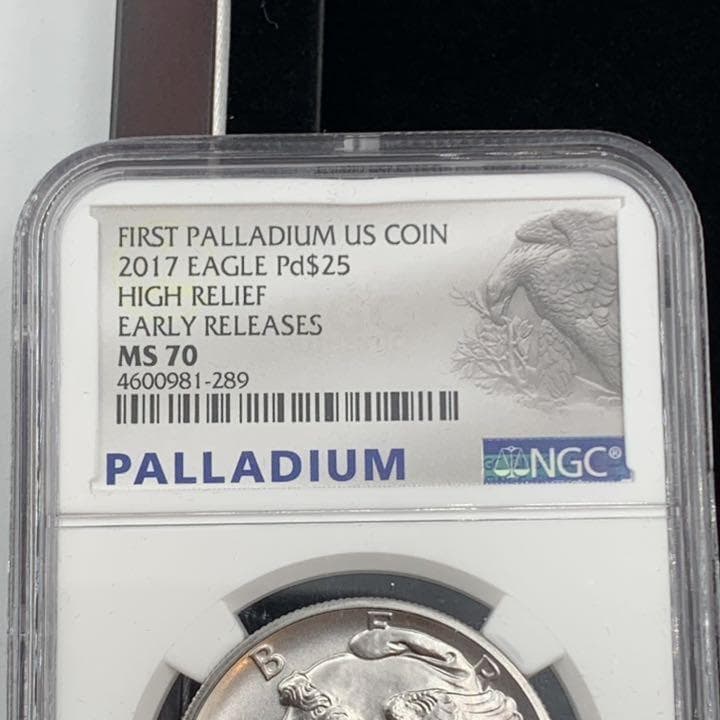 FIRST PALLADIUM US COIN
2017 EAGLE Pd$25
HIGH RELIEF
EARLY RELEASES
MS 70
4600981-289
PALLADIUM
NGC®
B E R